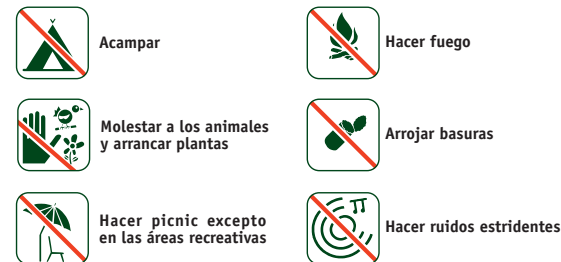 Acampar
Hacer fuego
Molestar a los animales
y arrancar plantas
Arrojar basuras
Hacer picnic excepto
en las áreas recreativas
Hacer ruidos estridentes